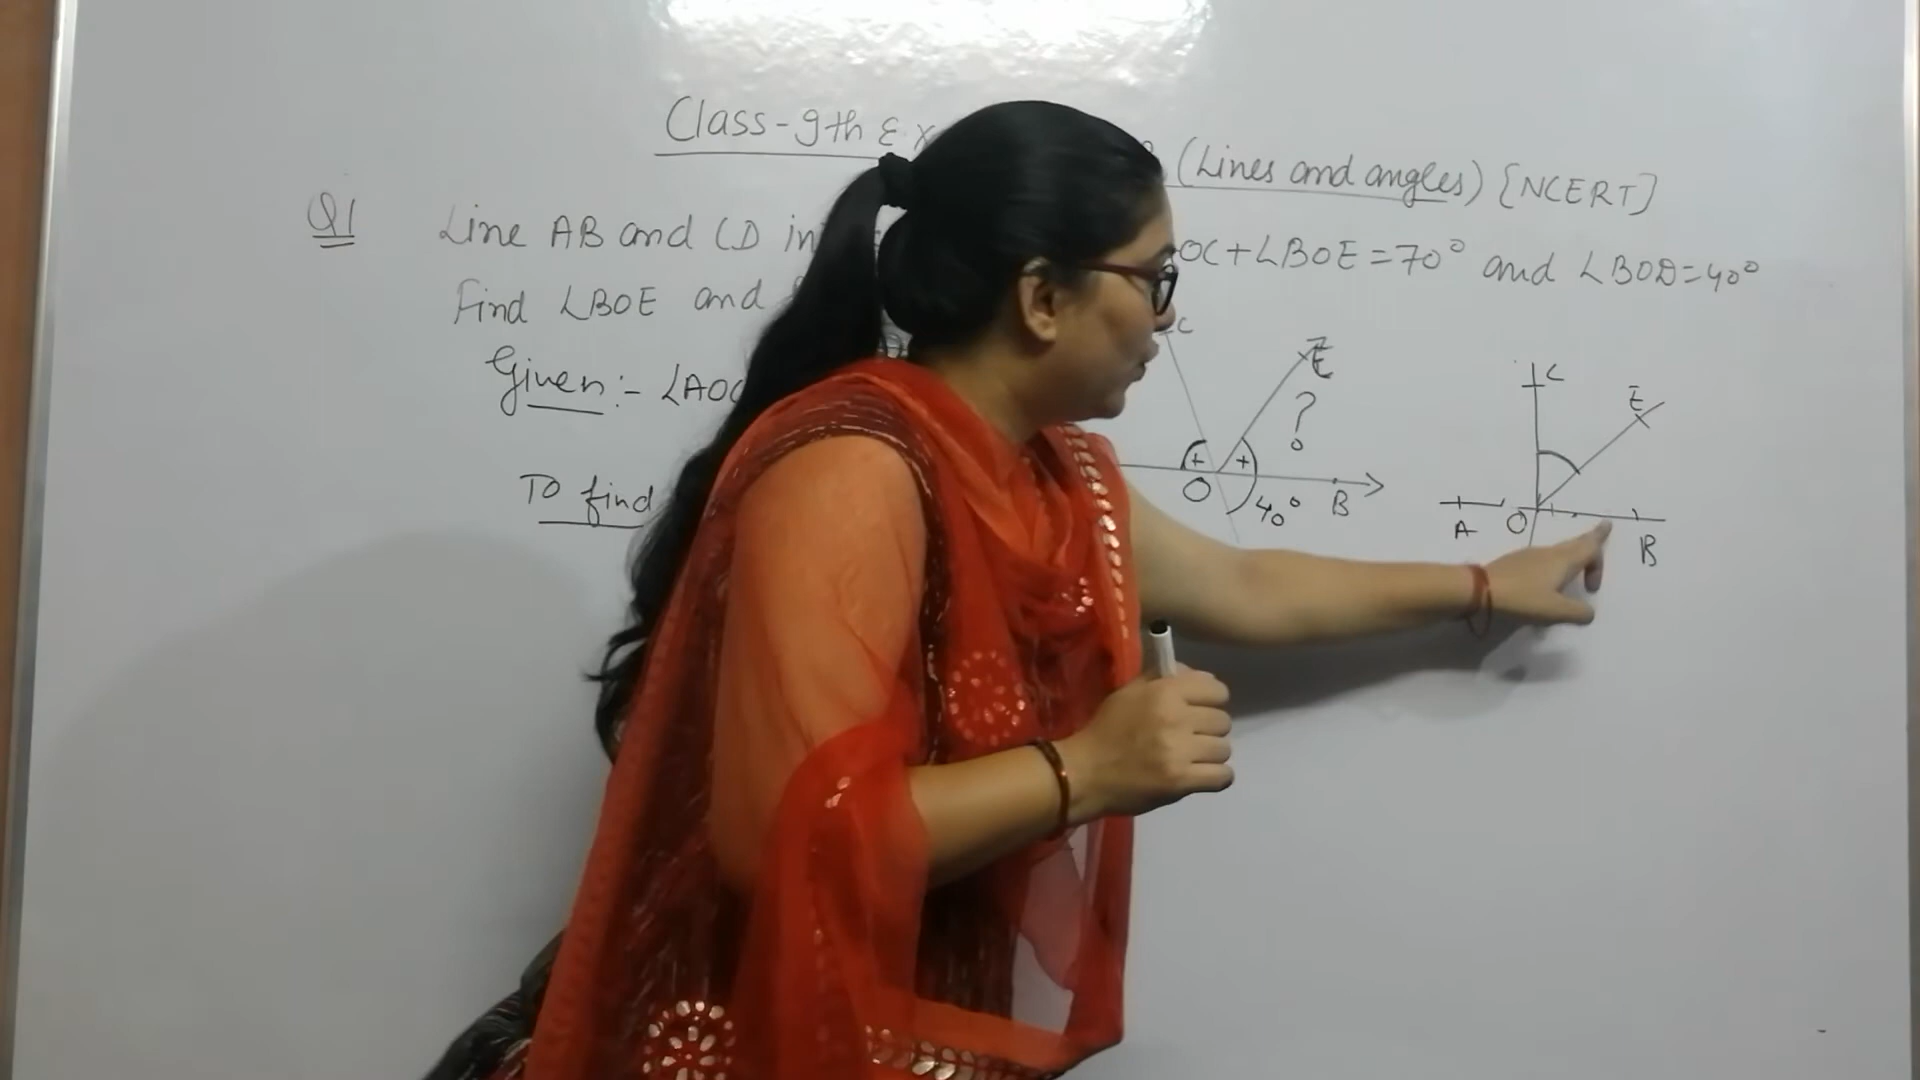 Class-9th Ex (Lines and angles) {NCERT}
Q1 Line AB and CD in OC+∠BOE=70° and ∠BOD=40°
Find ∠BOE and
Given:- ∠AOC
To find
C
E
?
+ +
O 40° B
C
E
A O B